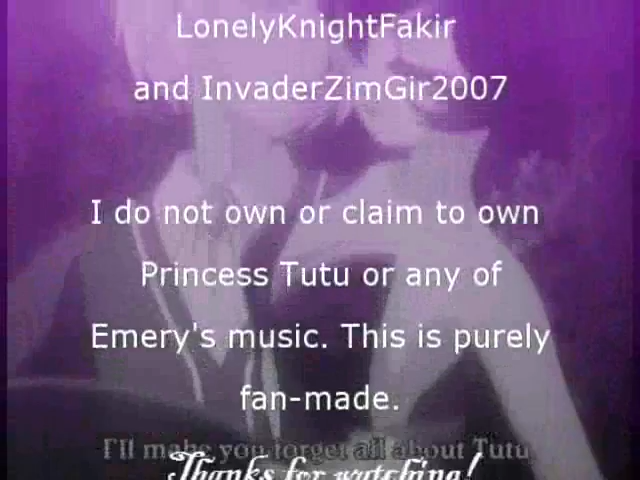 LonelyKnightFakir
and InvaderZimGir2007
I do not own or claim to own
Princess Tutu or any of
Emery's music. This is purely
fan-made.
I'll make you forget all about Tutu
Thanks for watching!